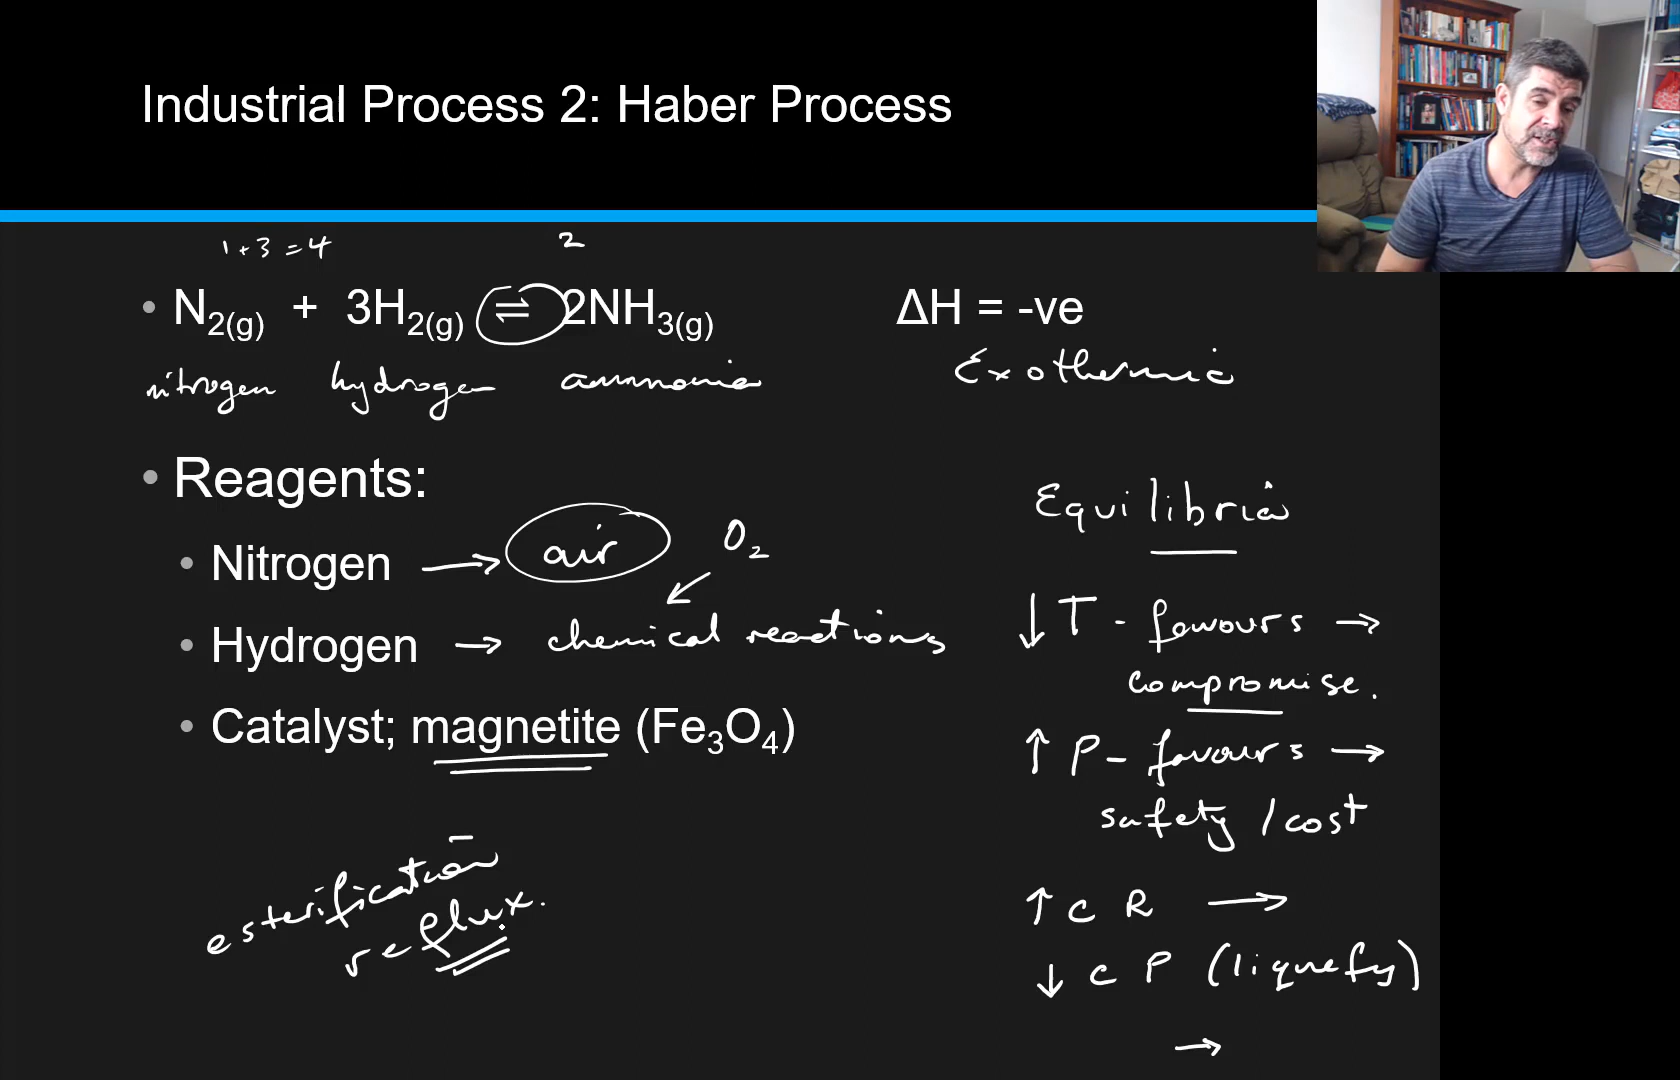 Industrial Process 2: Haber Process
1 + 3 = 4 2
• N2(g) + 3H2(g) ⇌ 2NH3(g) ΔH = -ve
nitrogen hydrogen ammonia Exothermic
• Reagents:
• Nitrogen → air O2
• Hydrogen → chemical reactions
• Catalyst; magnetite (Fe3O4)
esterification
reflux.
Equilibria
↓ T - favours →
compromise.
↑ P - favours →
safety / cost
↑ c R →
↓ c P (liquefy)
→